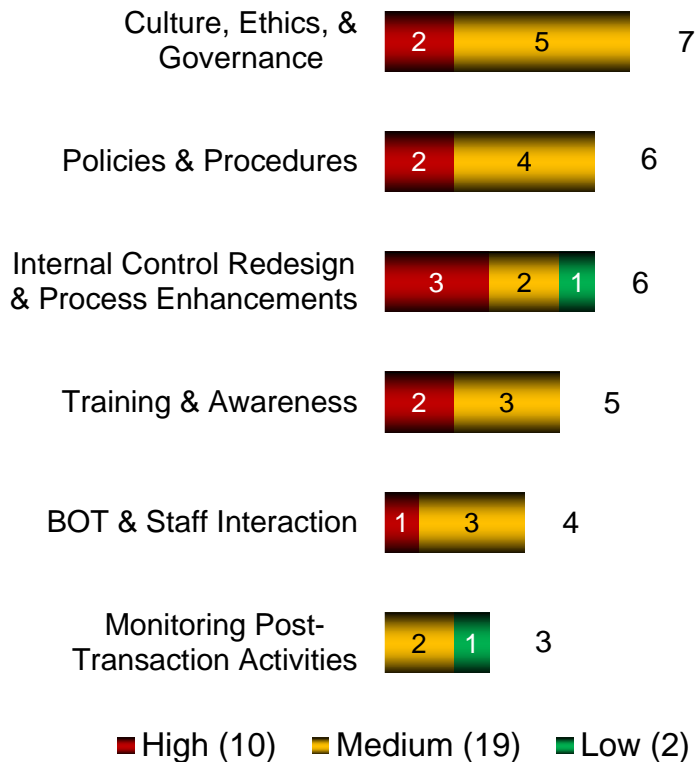 Culture, Ethics, &
Governance
2 5 7
Policies & Procedures
2 4 6
Internal Control Redesign
& Process Enhancements
3 2 1 6
Training & Awareness
2 3 5
BOT & Staff Interaction
1 3 4
Monitoring Post-
Transaction Activities
2 1 3
High (10) Medium (19) Low (2)